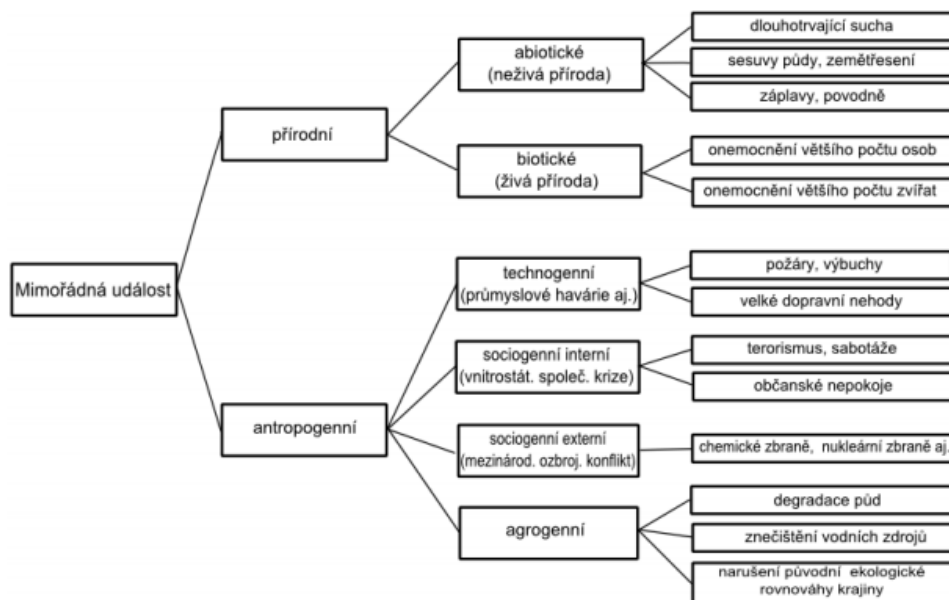 Mimořádná událost
přírodní
abiotické
(neživá příroda)
dlouhotrvající sucha
sesuvy půdy, zemětřesení
záplavy, povodně
biotické
(živá příroda)
onemocnění většího počtu osob
onemocnění většího počtu zvířat
antropogenní
technogenní
(průmyslové havárie aj.)
požáry, výbuchy
velké dopravní nehody
sociogenní interní
(vnitrostát. společ. krize)
terorismus, sabotáže
občanské nepokoje
sociogenní externí
(mezinárod. ozbroj. konflikt)
chemické zbraně, nukleární zbraně aj.
agrogenní
degradace půd
znečištění vodních zdrojů
narušení původní ekologické
rovnováhy krajiny